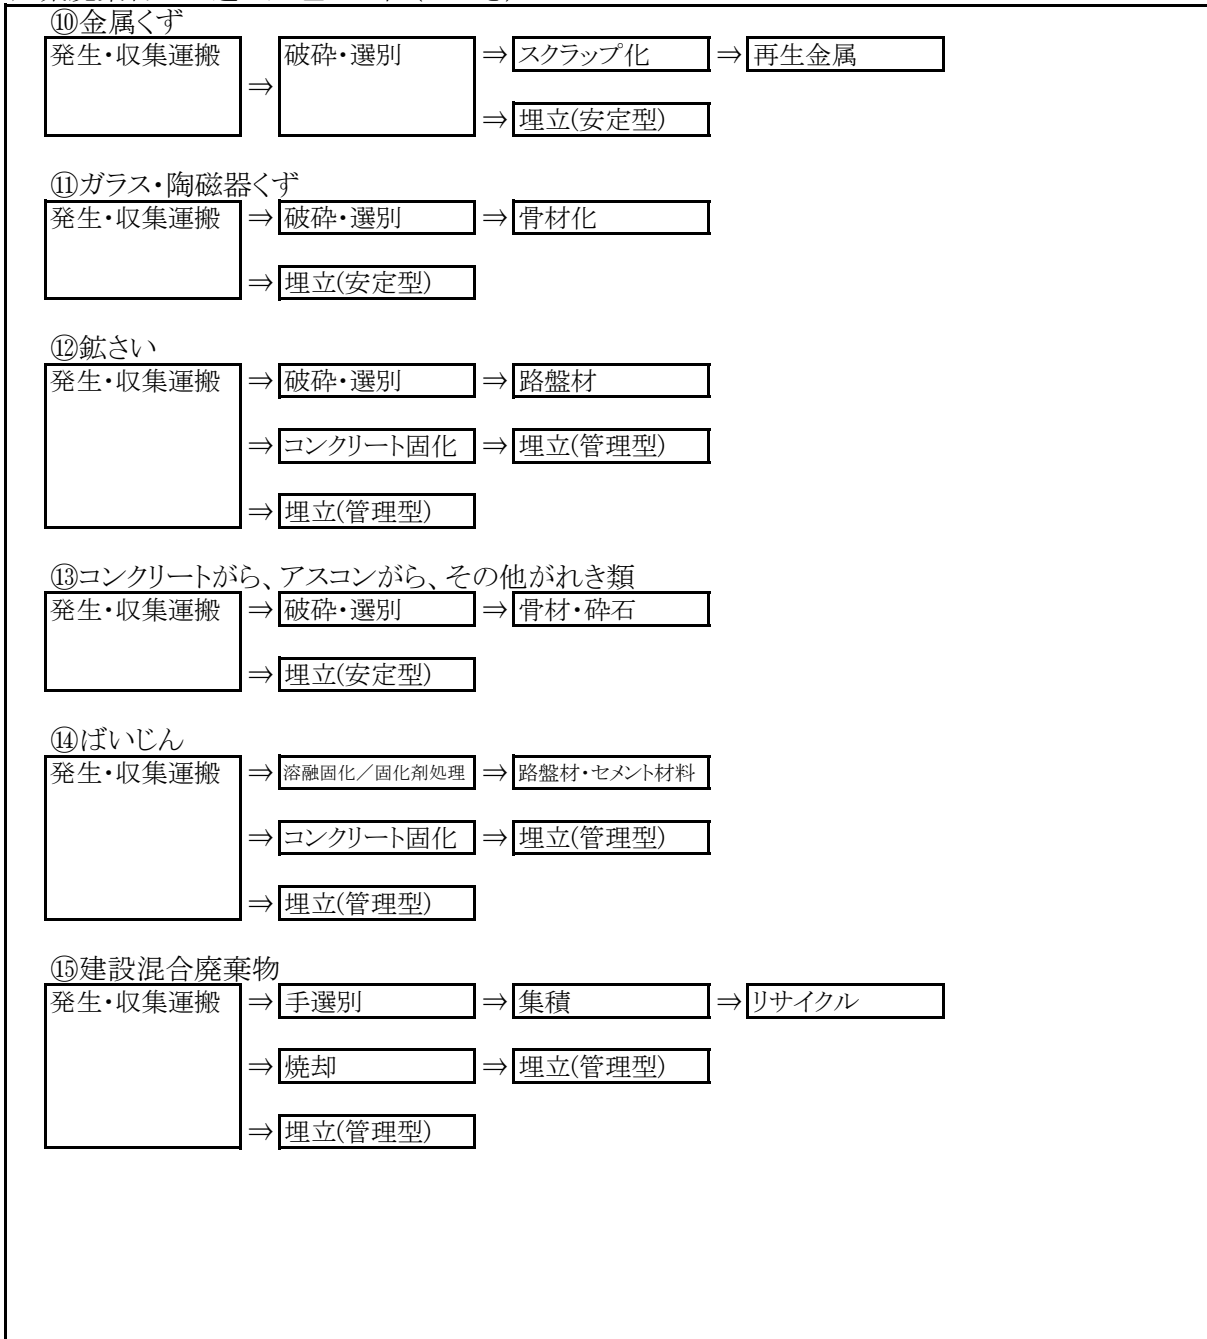 ⑩金属くず
発生・収集運搬 破砕・選別 ⇒ スクラップ化 ⇒ 再生金属
⇒
⇒ 埋立(安定型)
⑪ガラス・陶磁器くず
発生・収集運搬 ⇒ 破砕・選別 ⇒ 骨材化
⇒ 埋立(安定型)
⑫鉱さい
発生・収集運搬 ⇒ 破砕・選別 ⇒ 路盤材
⇒ コンクリート固化 ⇒ 埋立(管理型)
⇒ 埋立(管理型)
⑬コンクリートがら、アスコンがら、その他がれき類
発生・収集運搬 ⇒ 破砕・選別 ⇒ 骨材・砕石
⇒ 埋立(安定型)
⑭ばいじん
発生・収集運搬 ⇒ 溶融固化／固化剤処理 ⇒ 路盤材・セメント材料
⇒ コンクリート固化 ⇒ 埋立(管理型)
⇒ 埋立(管理型)
⑮建設混合廃棄物
発生・収集運搬 ⇒ 手選別 ⇒ 集積 ⇒ リサイクル
⇒ 焼却 ⇒ 埋立(管理型)
⇒ 埋立(管理型)